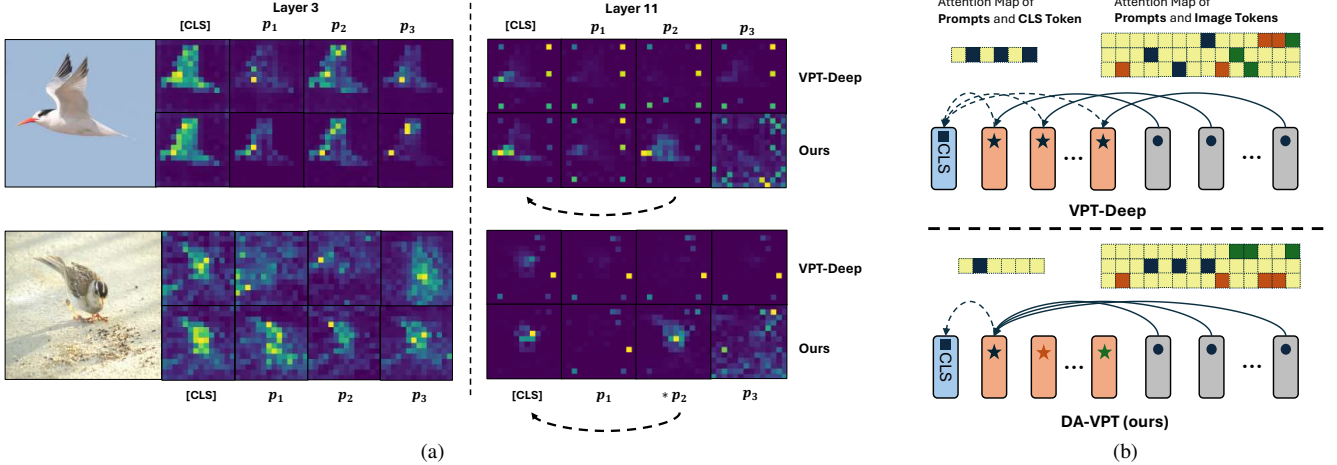 Layer 3
Layer 11
[CLS] p1 p2 p3
[CLS] p1 p2 p3
VPT-Deep
Ours
VPT-Deep
Ours
[CLS] p1 p2 p3
[CLS] p1 * p2 p3
(a)
Attention Map of
Prompts and CLS Token
Attention Map of
Prompts and Image Tokens
CLS
...
...
VPT-Deep
CLS
...
...
DA-VPT (ours)
(b)